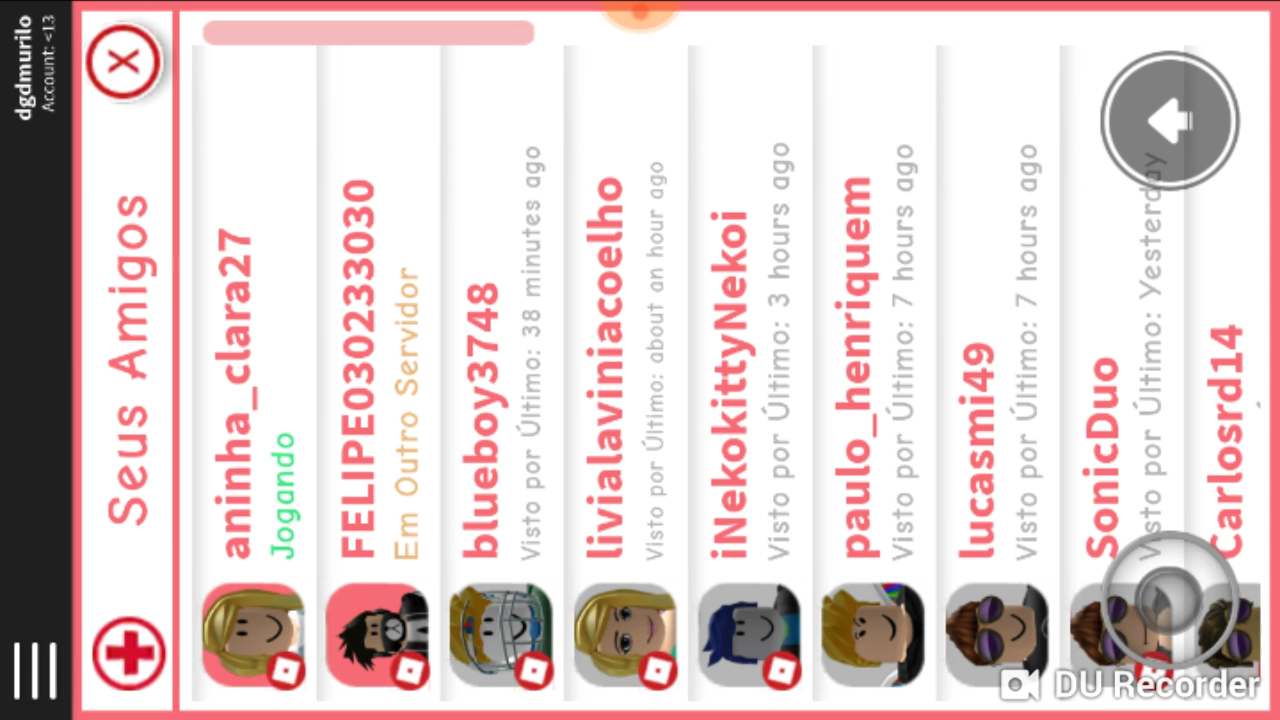 dgdmurilo
Account: <13
Seus Amigos
X
aninha_clara27
Jogando
FELIPE0302333030
Em Outro Servidor
blueboy3748
Visto por Último: 38 minutes ago
livialaviniacoelho
Visto por Último: about an hour ago
iNekokittyNekoi
Visto por Último: 3 hours ago
paulo_henriquem
Visto por Último: 7 hours ago
lucasmi49
Visto por Último: 7 hours ago
SonicDuo
Visto por Último: Yesterday
Carlosrd14
DU Recorder